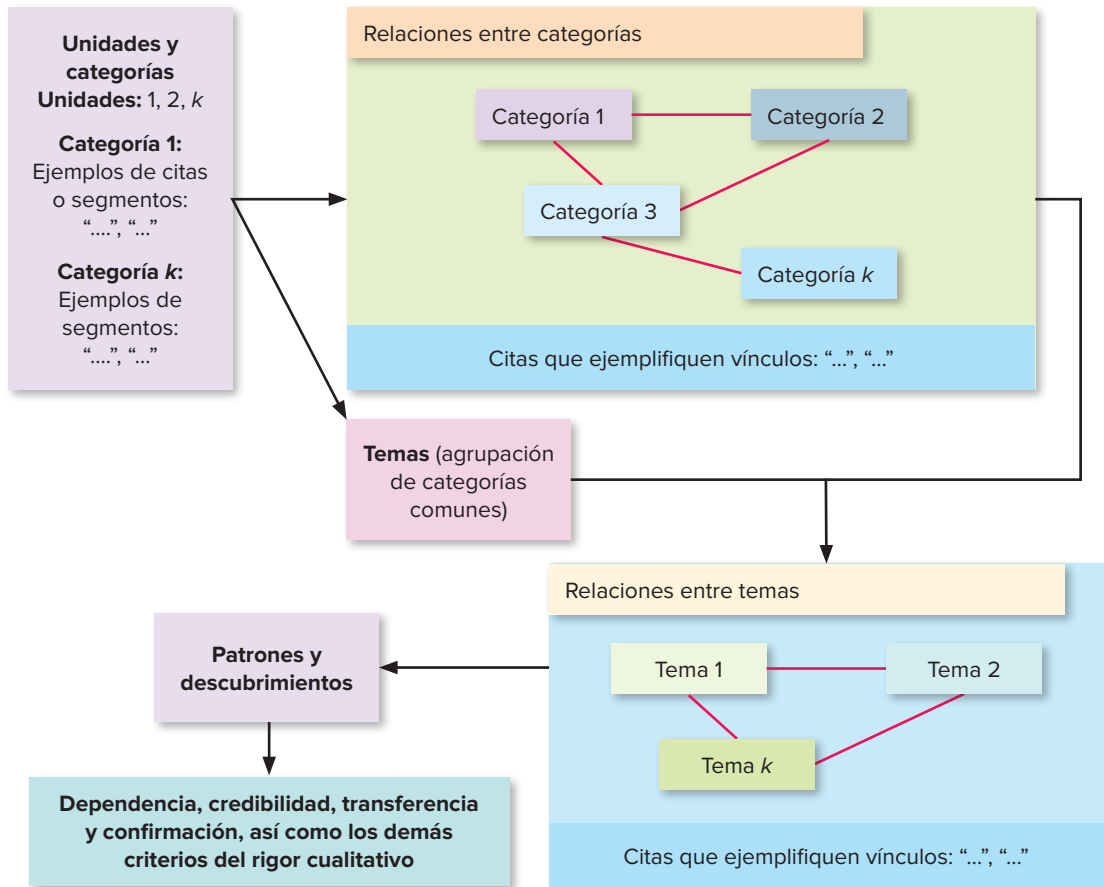 Unidades y
categorías
Unidades: 1, 2, k
Categoría 1:
Ejemplos de citas
o segmentos:
“....”, “...”
Categoría k:
Ejemplos de
segmentos:
“....”, “...”
Relaciones entre categorías
Categoría 1
Categoría 2
Categoría 3
Categoría k
Citas que ejemplifiquen vínculos: “...”, “...”
Temas (agrupación
de categorías
comunes)
Relaciones entre temas
Tema 1
Tema 2
Tema k
Citas que ejemplifiquen vínculos: “...”, “...”
Patrones y
descubrimientos
Dependencia, credibilidad, transferencia
y confirmación, así como los demás
criterios del rigor cualitativo